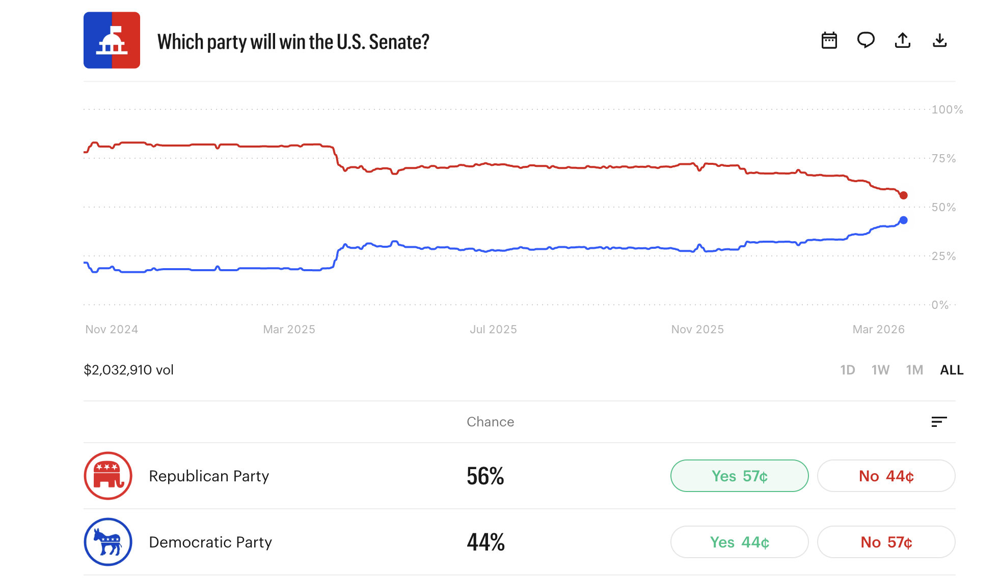 Which party will win the U.S. Senate?
100%
75%
50%
25%
0%
Nov 2024 Mar 2025 Jul 2025 Nov 2025 Mar 2026
$2,032,910 vol 1D 1W 1M ALL
Chance
Republican Party 56% Yes 57¢ No 44¢
Democratic Party 44% Yes 44¢ No 57¢